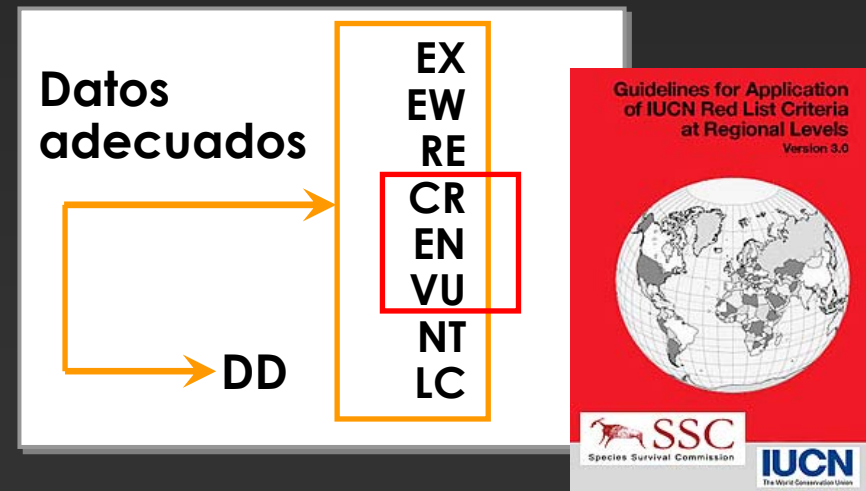 Datos
adecuados
DD
EX
EW
RE
CR
EN
VU
NT
LC
Guidelines for Application
of IUCN Red List Criteria
at Regional Levels
Version 3.0
SSC
Species Survival Commission
IUCN
The World Conservation Union